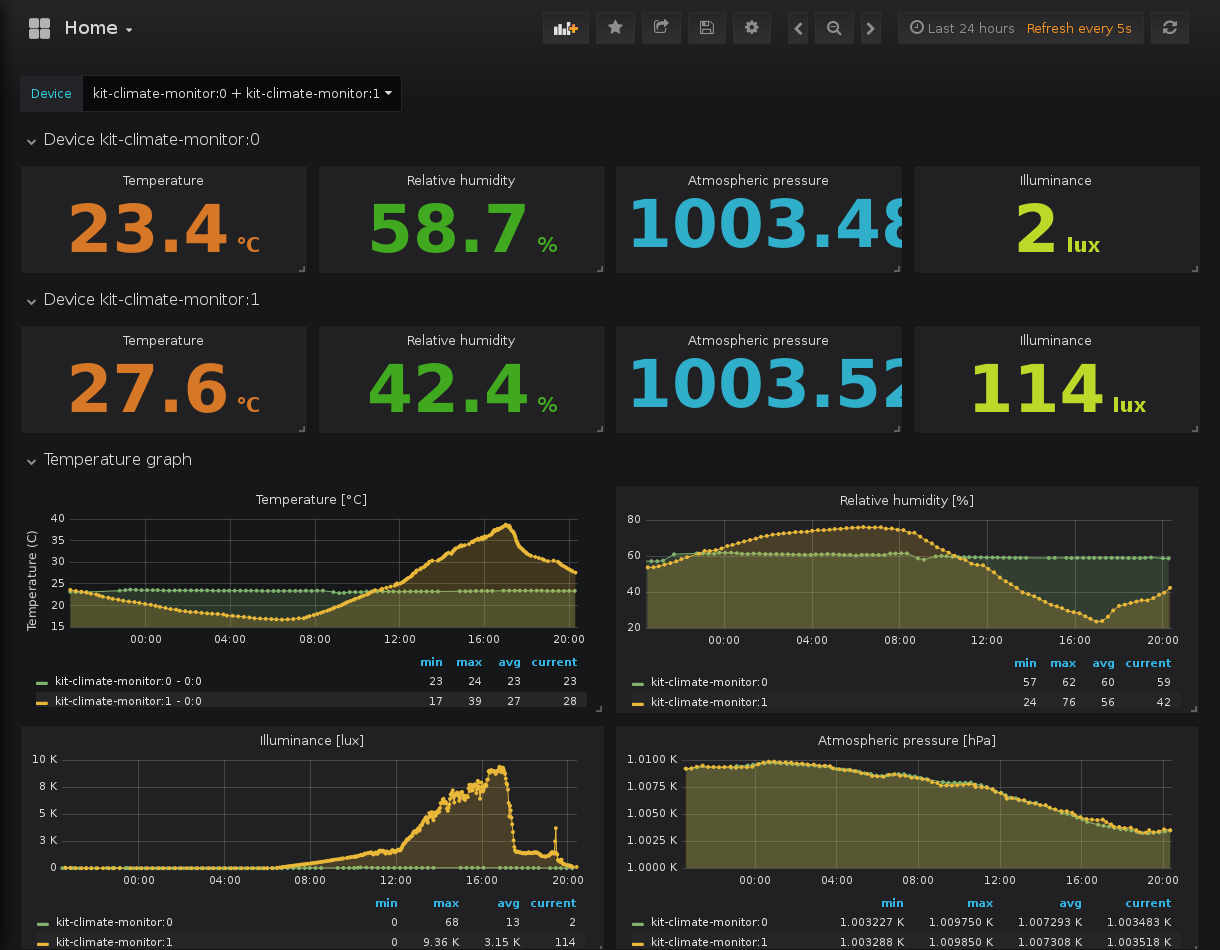 Home
Last 24 hours Refresh every 5s
Device kit-climate-monitor:0 + kit-climate-monitor:1
Device kit-climate-monitor:0
Temperature Relative humidity Atmospheric pressure Illuminance
23.4 °C 58.7 % 1003.48 2 lux
Device kit-climate-monitor:1
Temperature Relative humidity Atmospheric pressure Illuminance
27.6 °C 42.4 % 1003.52 114 lux
Temperature graph
Temperature [°C]
Temperature (C)
40
35
30
25
20
15
00:00 04:00 08:00 12:00 16:00 20:00
min max avg current
kit-climate-monitor:0 - 0:0 23 24 23 23
kit-climate-monitor:1 - 0:0 17 39 27 28
Relative humidity [%]
80
60
40
20
00:00 04:00 08:00 12:00 16:00 20:00
min max avg current
kit-climate-monitor:0 57 62 60 59
kit-climate-monitor:1 24 76 56 42
Illuminance [lux]
10 K
8 K
5 K
3 K
0
00:00 04:00 08:00 12:00 16:00 20:00
min max avg current
kit-climate-monitor:0 0 68 13 2
kit-climate-monitor:1 0 9.36 K 3.15 K 114
Atmospheric pressure [hPa]
1.0100 K
1.0075 K
1.0050 K
1.0025 K
1.0000 K
00:00 04:00 08:00 12:00 16:00 20:00
min max avg current
kit-climate-monitor:0 1.003227 K 1.009750 K 1.007293 K 1.003483 K
kit-climate-monitor:1 1.003288 K 1.009850 K 1.007308 K 1.003518 K